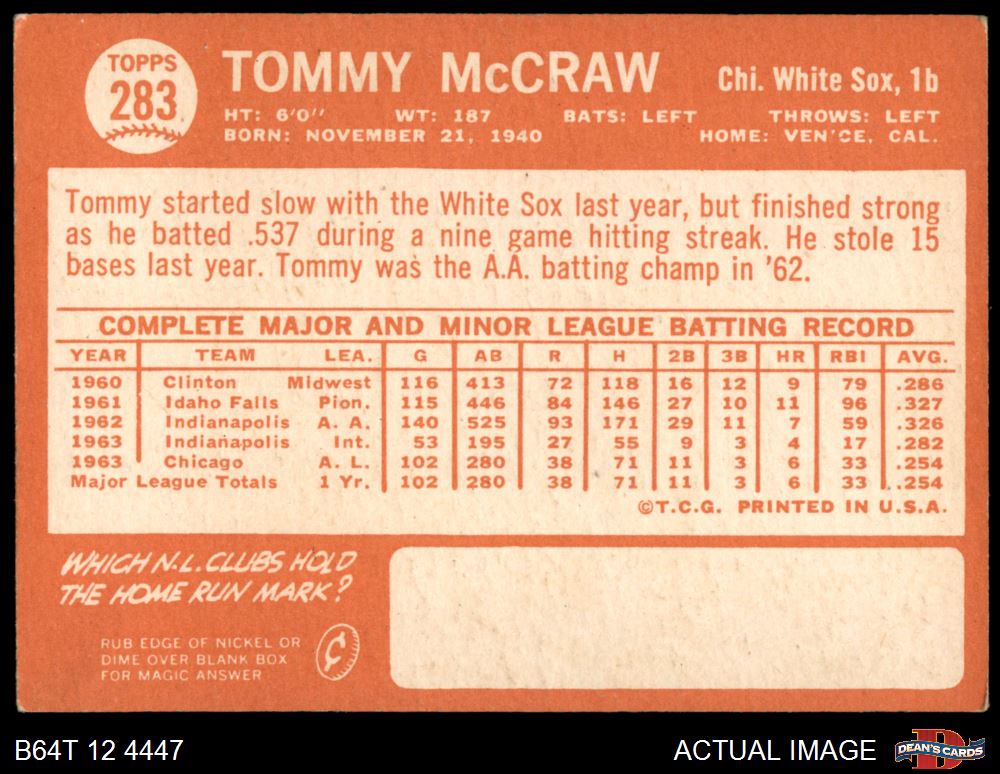 TOPPS
283
TOMMY McCRAW
Chi. White Sox, 1b
HT: 6'0" WT: 187 BATS: LEFT THROWS: LEFT
BORN: NOVEMBER 21, 1940 HOME: VEN'CE, CAL.
Tommy started slow with the White Sox last year, but finished strong
as he batted .537 during a nine game hitting streak. He stole 15
bases last year. Tommy was the A.A. batting champ in '62.
COMPLETE MAJOR AND MINOR LEAGUE BATTING RECORD
YEAR TEAM LEA. G AB R H 2B 3B HR RBI AVG.
1960 Clinton Midwest 116 413 72 118 16 12 9 79 .286
1961 Idaho Falls Pion. 115 446 84 146 27 10 11 96 .327
1962 Indianapolis A. A. 140 525 93 171 29 11 7 59 .326
1963 Indianapolis Int. 53 195 27 55 9 3 4 17 .282
1963 Chicago A. L. 102 280 38 71 11 3 6 33 .254
Major League Totals 1 Yr. 102 280 38 71 11 3 6 33 .254
©T.C.G. PRINTED IN U.S.A.
WHICH N.L. CLUBS HOLD
THE HOME RUN MARK?
RUB EDGE OF NICKEL OR
DIME OVER BLANK BOX
FOR MAGIC ANSWER
¢
B64T 12 4447
ACTUAL IMAGE
D
DEAN'S CARDS